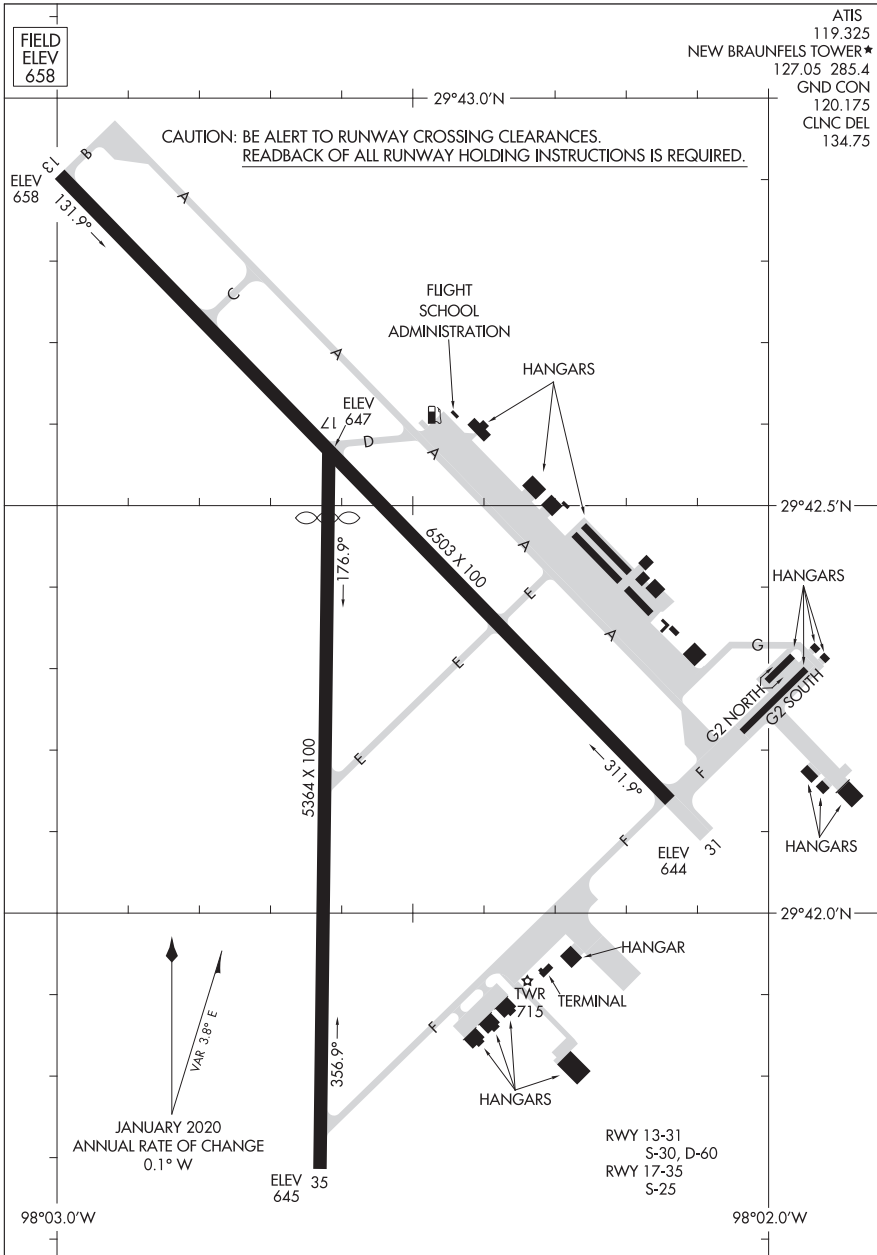 FIELD
ELEV
658
ATIS
119.325
NEW BRAUNFELS TOWER★
127.05 285.4
GND CON
120.175
CLNC DEL
134.75
29°43.0'N
CAUTION: BE ALERT TO RUNWAY CROSSING CLEARANCES.
READBACK OF ALL RUNWAY HOLDING INSTRUCTIONS IS REQUIRED.
13
B
ELEV
658
131.9°
A
C
A
FLIGHT
SCHOOL
ADMINISTRATION
HANGARS
ELEV
647
17
D
A
29°42.5'N
6503 X 100
A
176.9°
E
HANGARS
A
G
E
G2 NORTH
G2 SOUTH
E
F
5364 X 100
311.9°
F
ELEV
644
31
HANGARS
29°42.0'N
HANGAR
TWR
715
TERMINAL
F
VAR 3.8° E
356.9°
HANGARS
JANUARY 2020
ANNUAL RATE OF CHANGE
0.1° W
RWY 13-31
S-30, D-60
RWY 17-35
S-25
ELEV
645
35
98°03.0'W
98°02.0'W